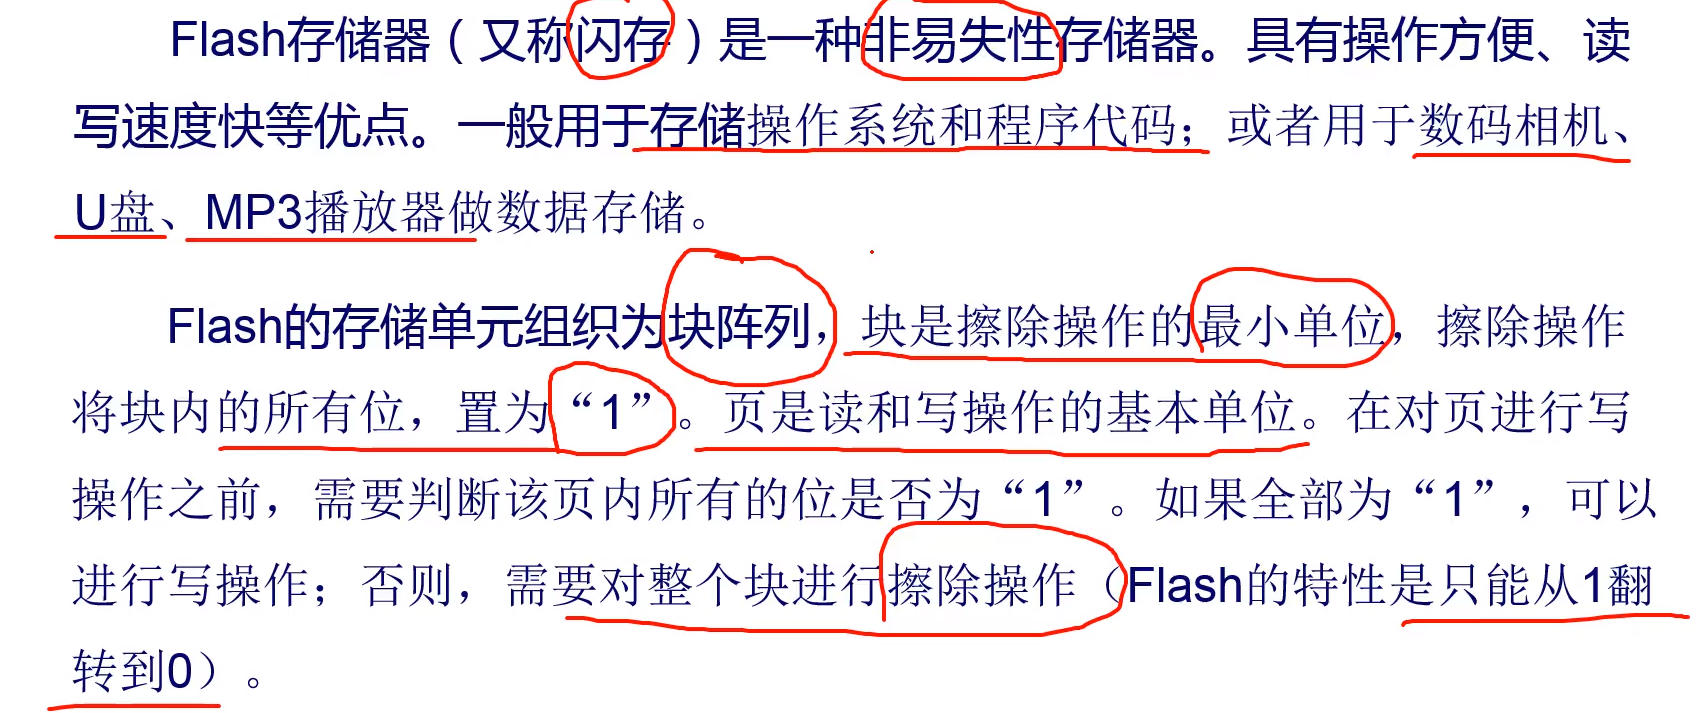 Flash存储器（又称闪存）是一种非易失性存储器。具有操作方便、读
写速度快等优点。一般用于存储操作系统和程序代码；或者用于数码相机、
U盘、MP3播放器做数据存储。
Flash的存储单元组织为块阵列，块是擦除操作的最小单位，擦除操作
将块内的所有位，置为“1”。页是读和写操作的基本单位。在对页进行写
操作之前，需要判断该页内所有的位是否为“1”。如果全部为“1”，可以
进行写操作；否则，需要对整个块进行擦除操作（Flash的特性是只能从1翻
转到0）。